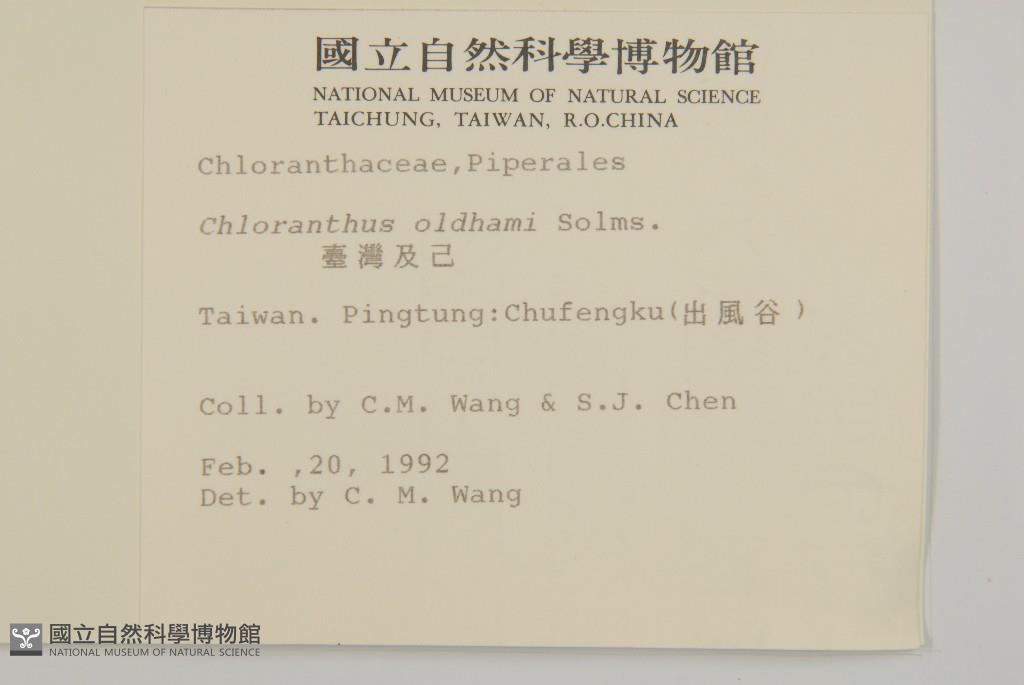 國立自然科學博物館
NATIONAL MUSEUM OF NATURAL SCIENCE
TAICHUNG, TAIWAN, R.O.CHINA
Chloranthaceae,Piperales
Chloranthus oldhami Solms.
臺灣及己
Taiwan. Pingtung:Chufengku(出風谷)
Coll. by C.M. Wang & S.J. Chen
Feb. ,20, 1992
Det. by C. M. Wang
國立自然科學博物館
NATIONAL MUSEUM OF NATURAL SCIENCE